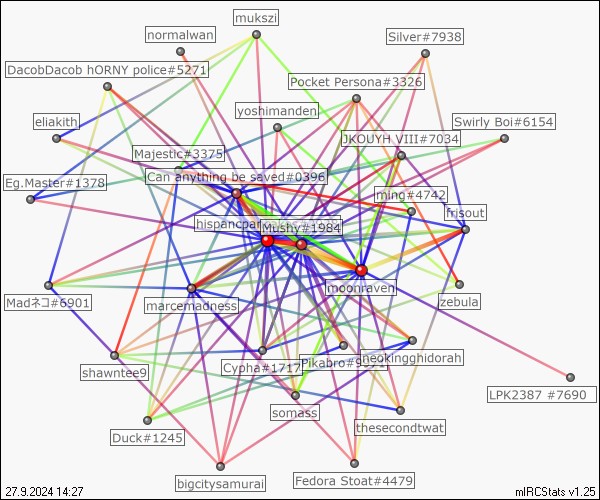 mukszi
normalwan
Silver#7938
DacobDacob hORNY police#5271
Pocket Persona#3326
yoshimanden
eliakith
Swirly Boi#6154
JKOUYH_VIII#7034
Majestic#3375
Can anything be saved#0396
Eg.Master#1378
ming#4742
frisout
hispancpa
Mushy#1984
moonraven
Madネコ#6901
marcemadness
zebula
neokingghidorah
shawntee9
Cypha#1717
Pikabro#9
LPK2387 #7690
somass
thesecondtwat
Duck#1245
bigcitysamurai
Fedora Stoat#4479
27.9.2024 14:27
mIRCStats v1.25